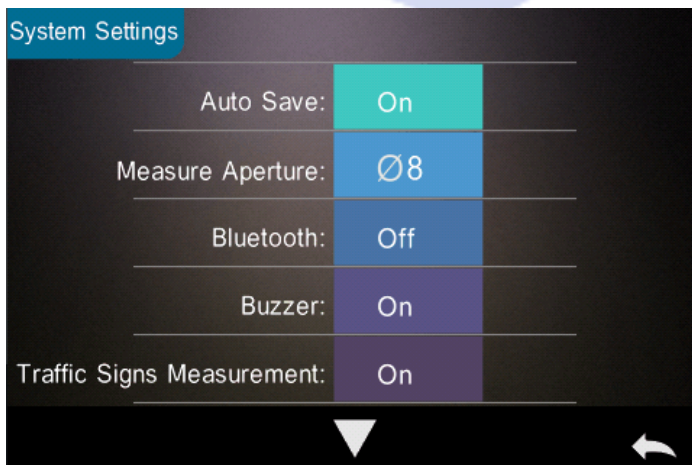 System Settings
Auto Save: On
Measure Aperture: Ø8
Bluetooth: Off
Buzzer: On
Traffic Signs Measurement: On